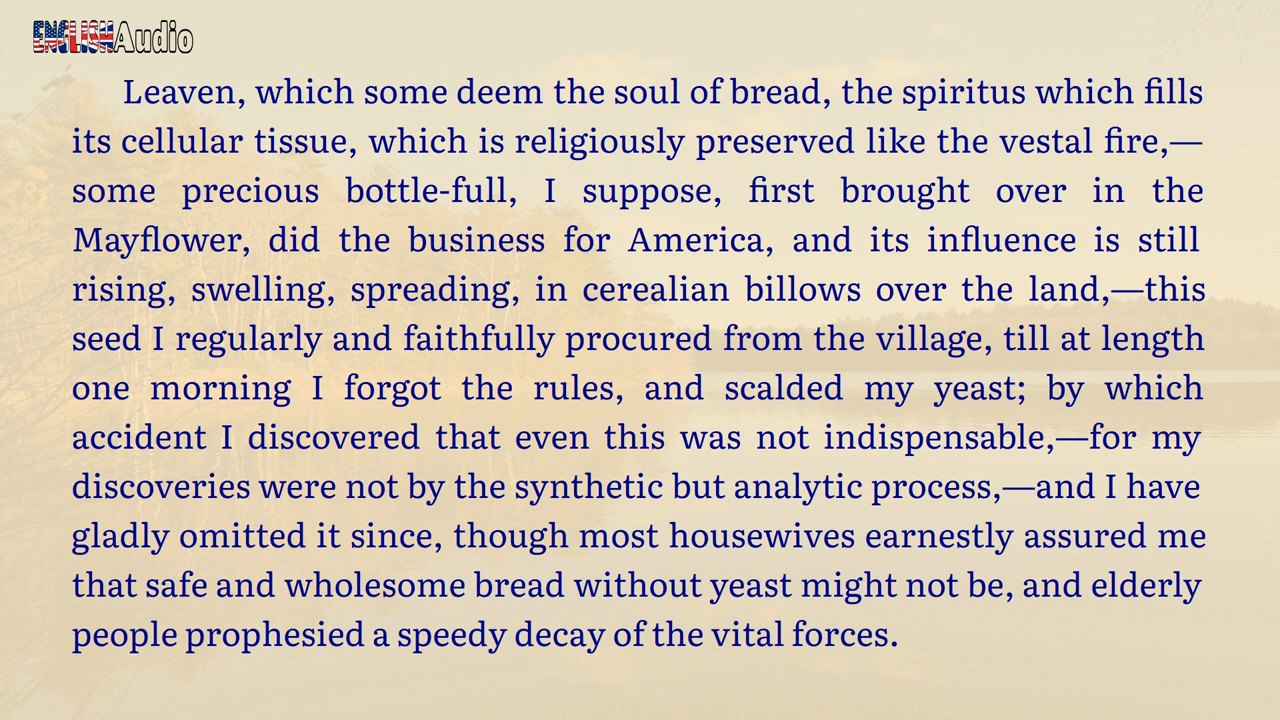 ENGLISHAudio
Leaven, which some deem the soul of bread, the spiritus which fills
its cellular tissue, which is religiously preserved like the vestal fire,—
some precious bottle-full, I suppose, first brought over in the
Mayflower, did the business for America, and its influence is still
rising, swelling, spreading, in cerealian billows over the land,—this
seed I regularly and faithfully procured from the village, till at length
one morning I forgot the rules, and scalded my yeast; by which
accident I discovered that even this was not indispensable,—for my
discoveries were not by the synthetic but analytic process,—and I have
gladly omitted it since, though most housewives earnestly assured me
that safe and wholesome bread without yeast might not be, and elderly
people prophesied a speedy decay of the vital forces.